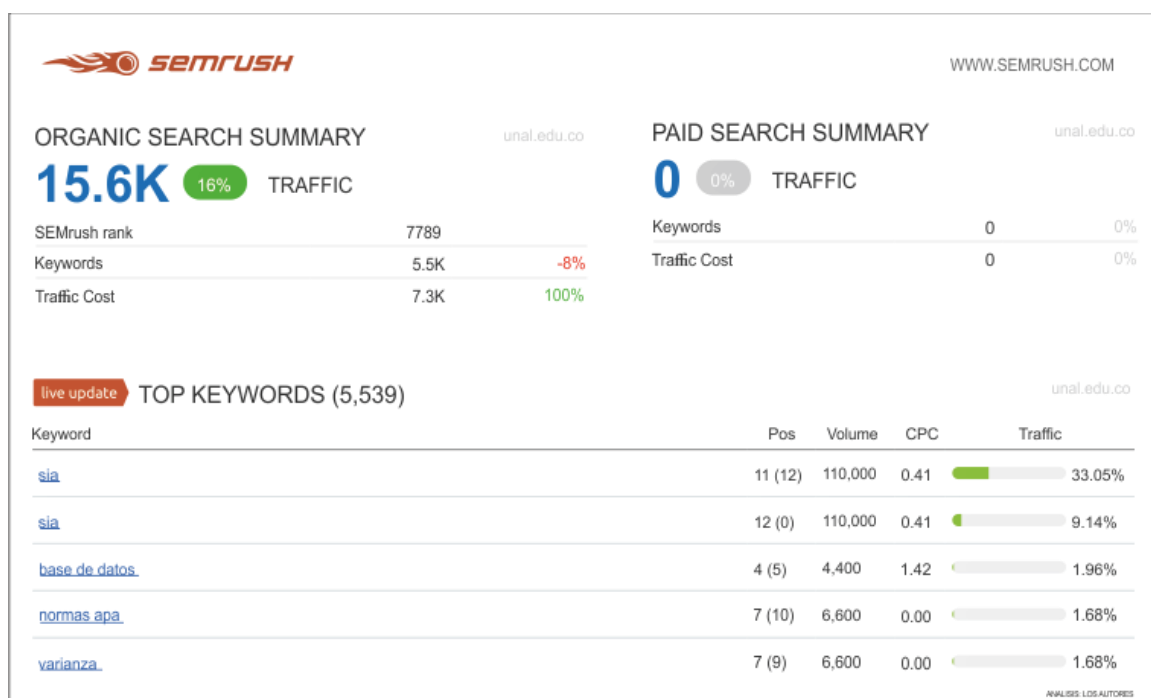 semrush
WWW.SEMRUSH.COM
ORGANIC SEARCH SUMMARY unal.edu.co
15.6K 16% TRAFFIC
SEMrush rank 7789
Keywords 5.5K -8%
Traffic Cost 7.3K 100%
PAID SEARCH SUMMARY unal.edu.co
0 0% TRAFFIC
Keywords 0 0%
Traffic Cost 0 0%
live update TOP KEYWORDS (5,539) unal.edu.co
Keyword Pos Volume CPC Traffic
sia 11 (12) 110,000 0.41 33.05%
sia 12 (0) 110,000 0.41 9.14%
base de datos 4 (5) 4,400 1.42 1.96%
normas apa 7 (10) 6,600 0.00 1.68%
varianza 7 (9) 6,600 0.00 1.68%
ANALISIS: LOS AUTORES